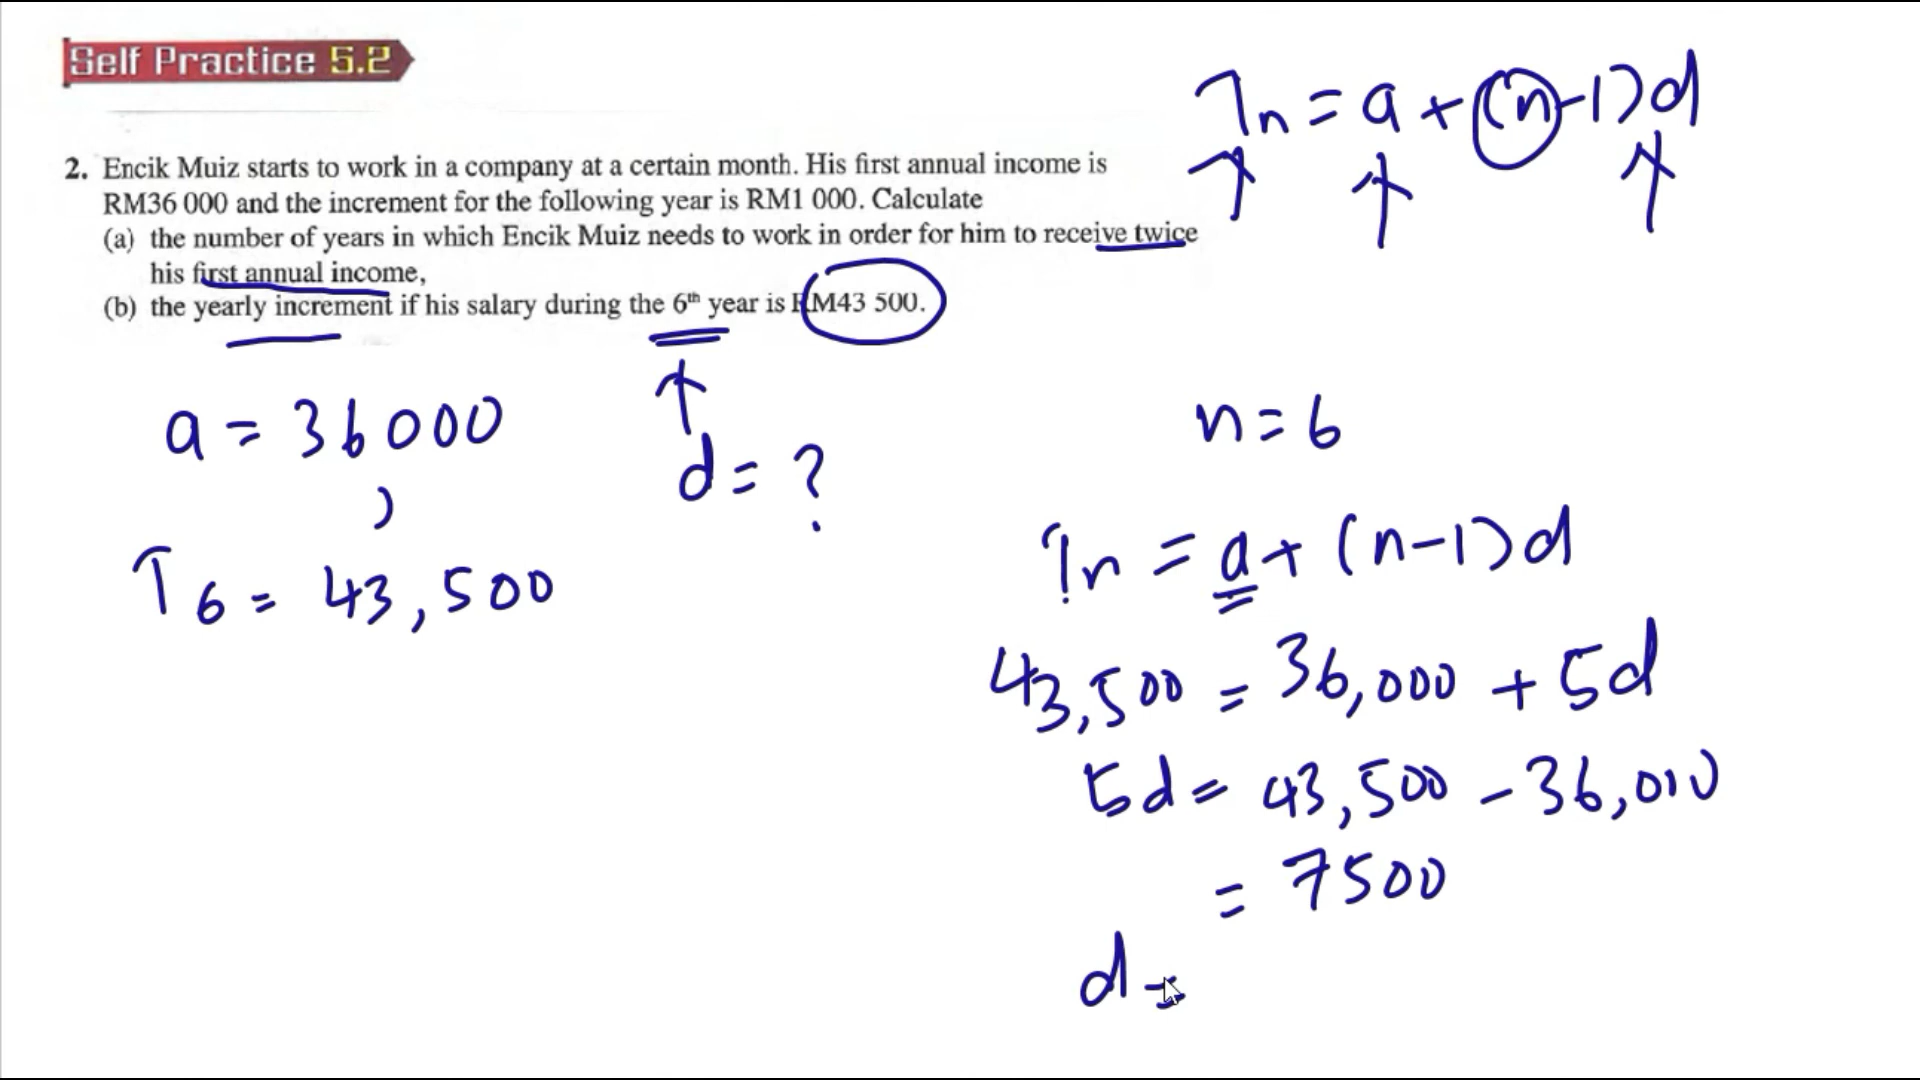 Self Practice 5.2
2. Encik Muiz starts to work in a company at a certain month. His first annual income is
RM36 000 and the increment for the following year is RM1 000. Calculate
(a) the number of years in which Encik Muiz needs to work in order for him to receive twice
his first annual income,
(b) the yearly increment if his salary during the 6th year is RM43 500.
Tn = a + (n-1)d
a = 36000
,
d = ?
T6 = 43,500
n = 6
Tn = a + (n-1)d
43,500 = 36,000 + 5d
5d = 43,500 - 36,000
= 7500
d =